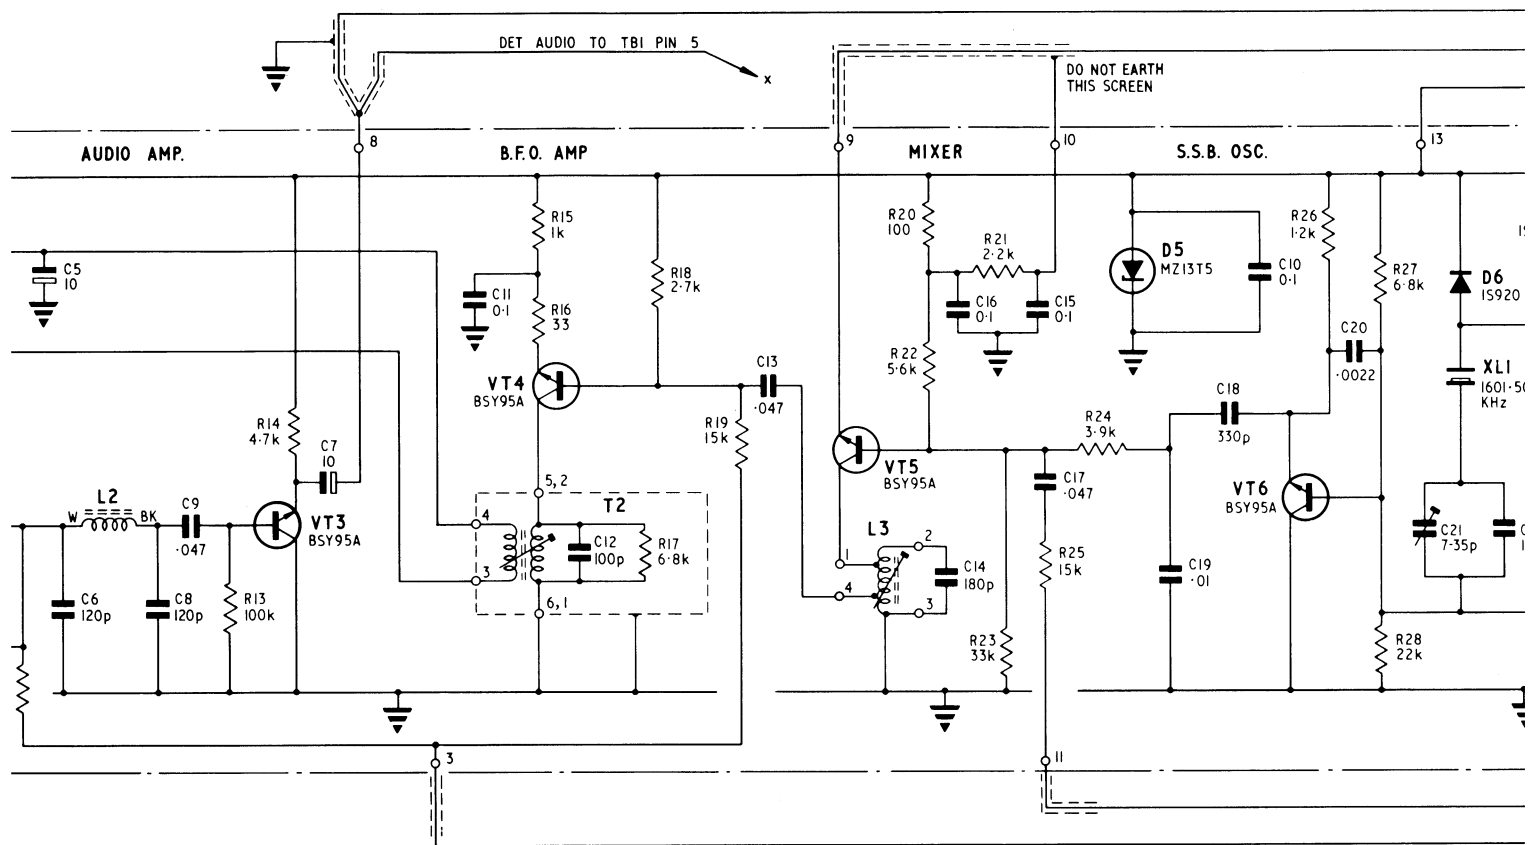 DET AUDIO TO TB1 PIN 5
x
DO NOT EARTH
THIS SCREEN
8
9
10
13
AUDIO AMP.
B.F.O. AMP
MIXER
S.S.B. OSC.
R15
1k
R20
100
R26
1·2k
R21
2·2k
D5
MZ13T5
C10
0·1
R27
6·8k
D6
1S920
C5
10
R18
2·7k
C11
0·1
R16
33
C16
0·1
C15
0·1
C20
·0022
R22
5·6k
C13
·047
VT4
BSY95A
XL1
1601·50
KHz
C18
330p
R14
4·7k
R19
15k
R24
3·9k
C7
10
VT5
BSY95A
C17
·047
VT6
BSY95A
5,2
L2
W
BK
C9
·047
VT3
BSY95A
T2
4
3
C12
100p
R17
6·8k
6,1
L3
1
2
4
3
C14
180p
R25
15k
C19
·01
C21
7-35p
C6
120p
C8
120p
R13
100k
R23
33k
R28
22k
3
11